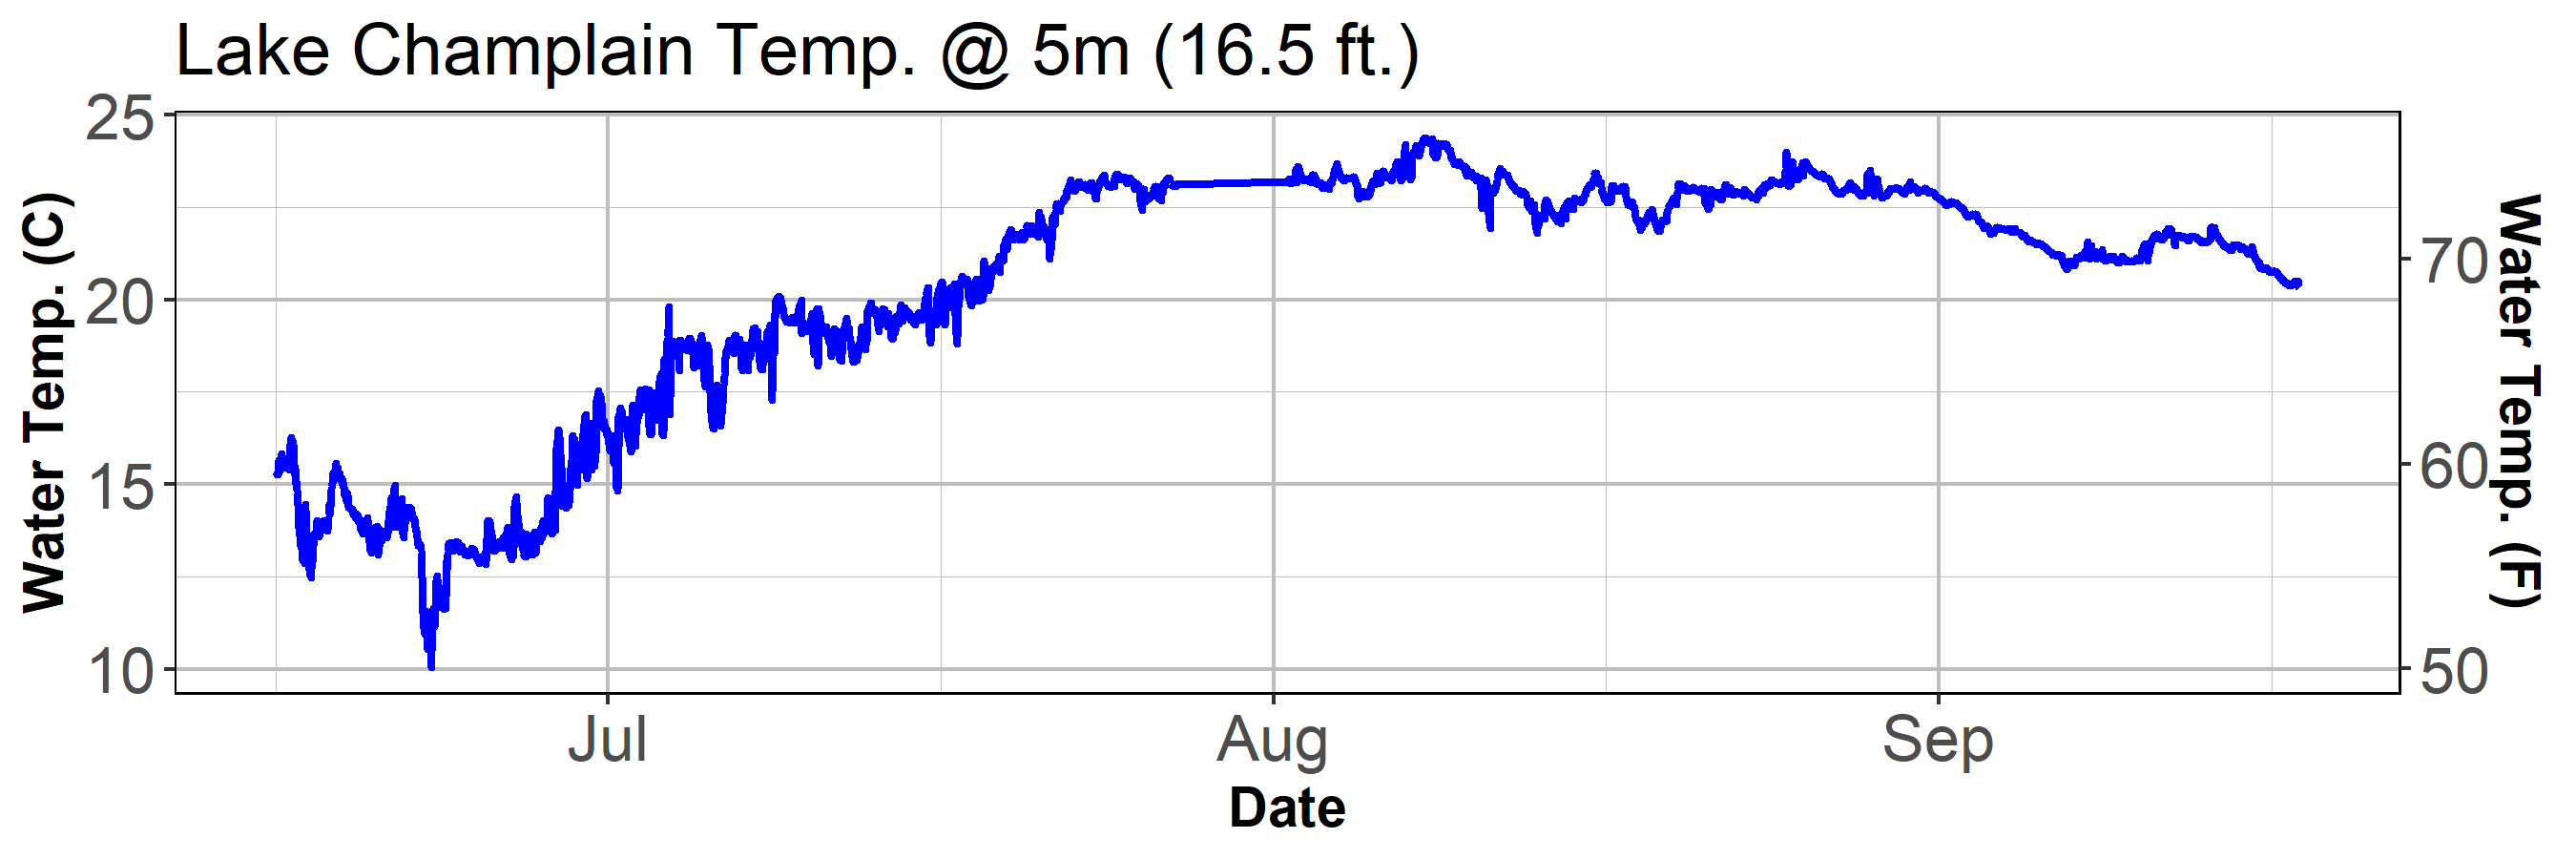 Lake Champlain Temp. @ 5m (16.5 ft.)
Water Temp. (C)
25
20
15
10
70
60
50
Water Temp. (F)
Jul Aug Sep
Date